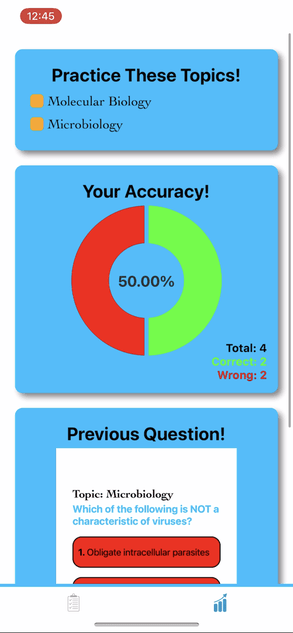 12:45
Practice These Topics!
Molecular Biology
Microbiology
Your Accuracy!
50.00%
Total: 4
Correct: 2
Wrong: 2
Previous Question!
Topic: Microbiology
Which of the following is NOT a
characteristic of viruses?
1. Obligate intracellular parasites